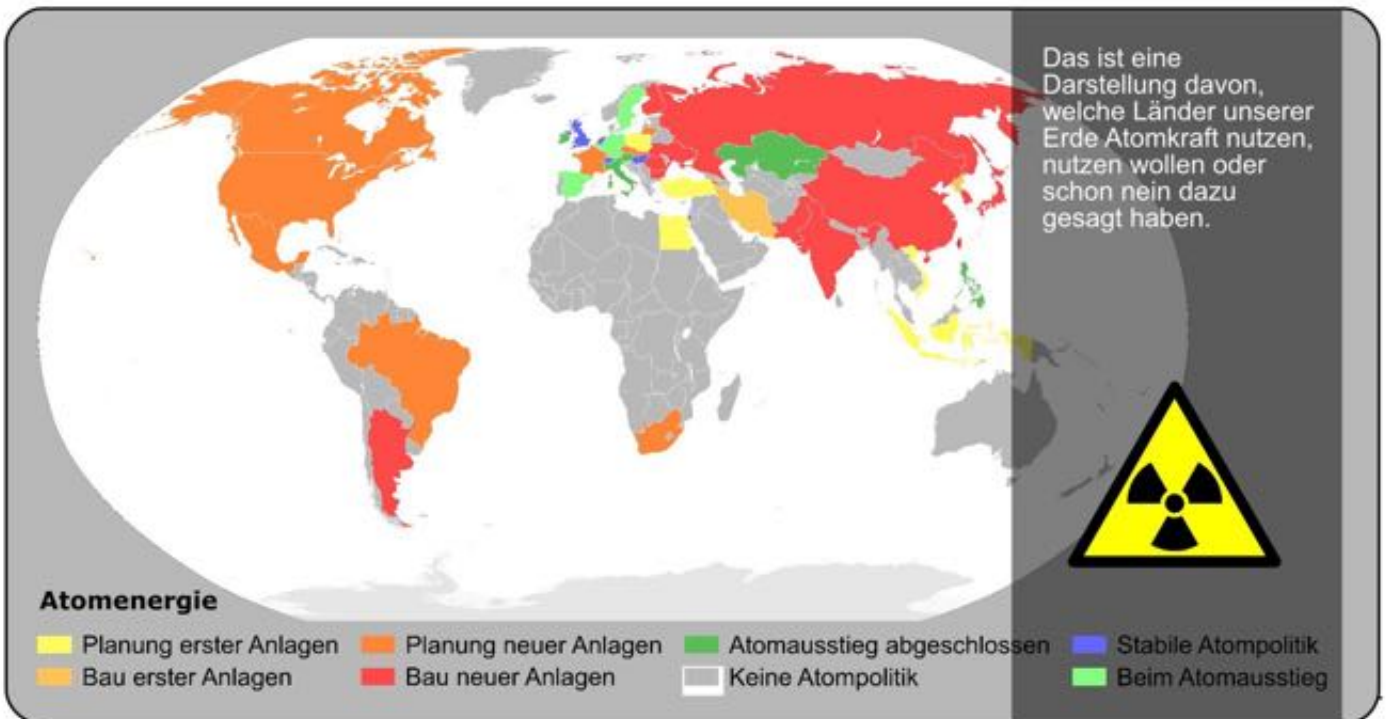 Das ist eine
Darstellung davon,
welche Länder unserer
Erde Atomkraft nutzen,
nutzen wollen oder
schon nein dazu
gesagt haben.
Atomenergie
Planung erster Anlagen
Planung neuer Anlagen
Atomausstieg abgeschlossen
Stabile Atompolitik
Bau erster Anlagen
Bau neuer Anlagen
Keine Atompolitik
Beim Atomausstieg